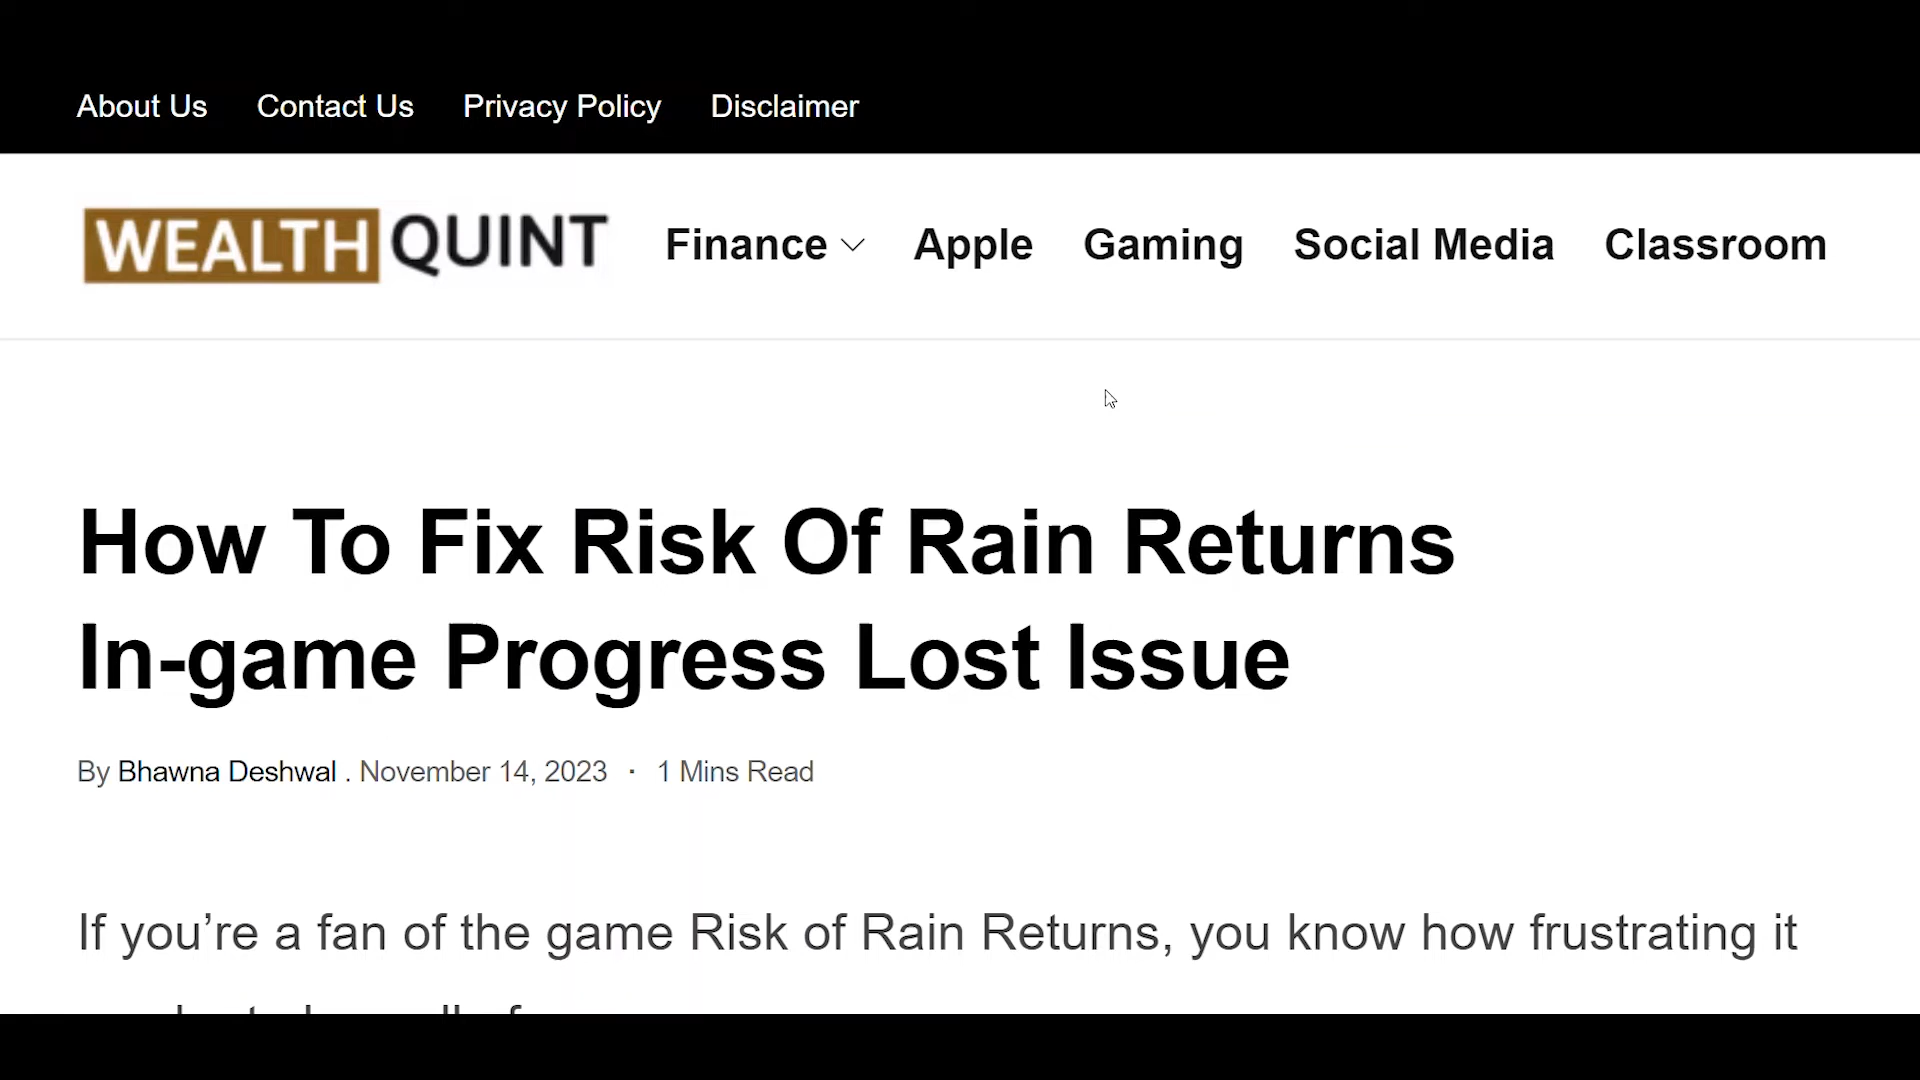 About Us Contact Us Privacy Policy Disclaimer
WEALTH QUINT Finance Apple Gaming Social Media Classroom
How To Fix Risk Of Rain Returns
In-game Progress Lost Issue
By Bhawna Deshwal . November 14, 2023 · 1 Mins Read
If you’re a fan of the game Risk of Rain Returns, you know how frustrating it